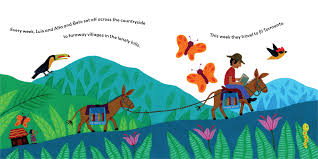 Every week, Luis and Alfa and Beto set off across the countryside
to faraway villages in the lonely hills.
This week they travel to El Tormento.